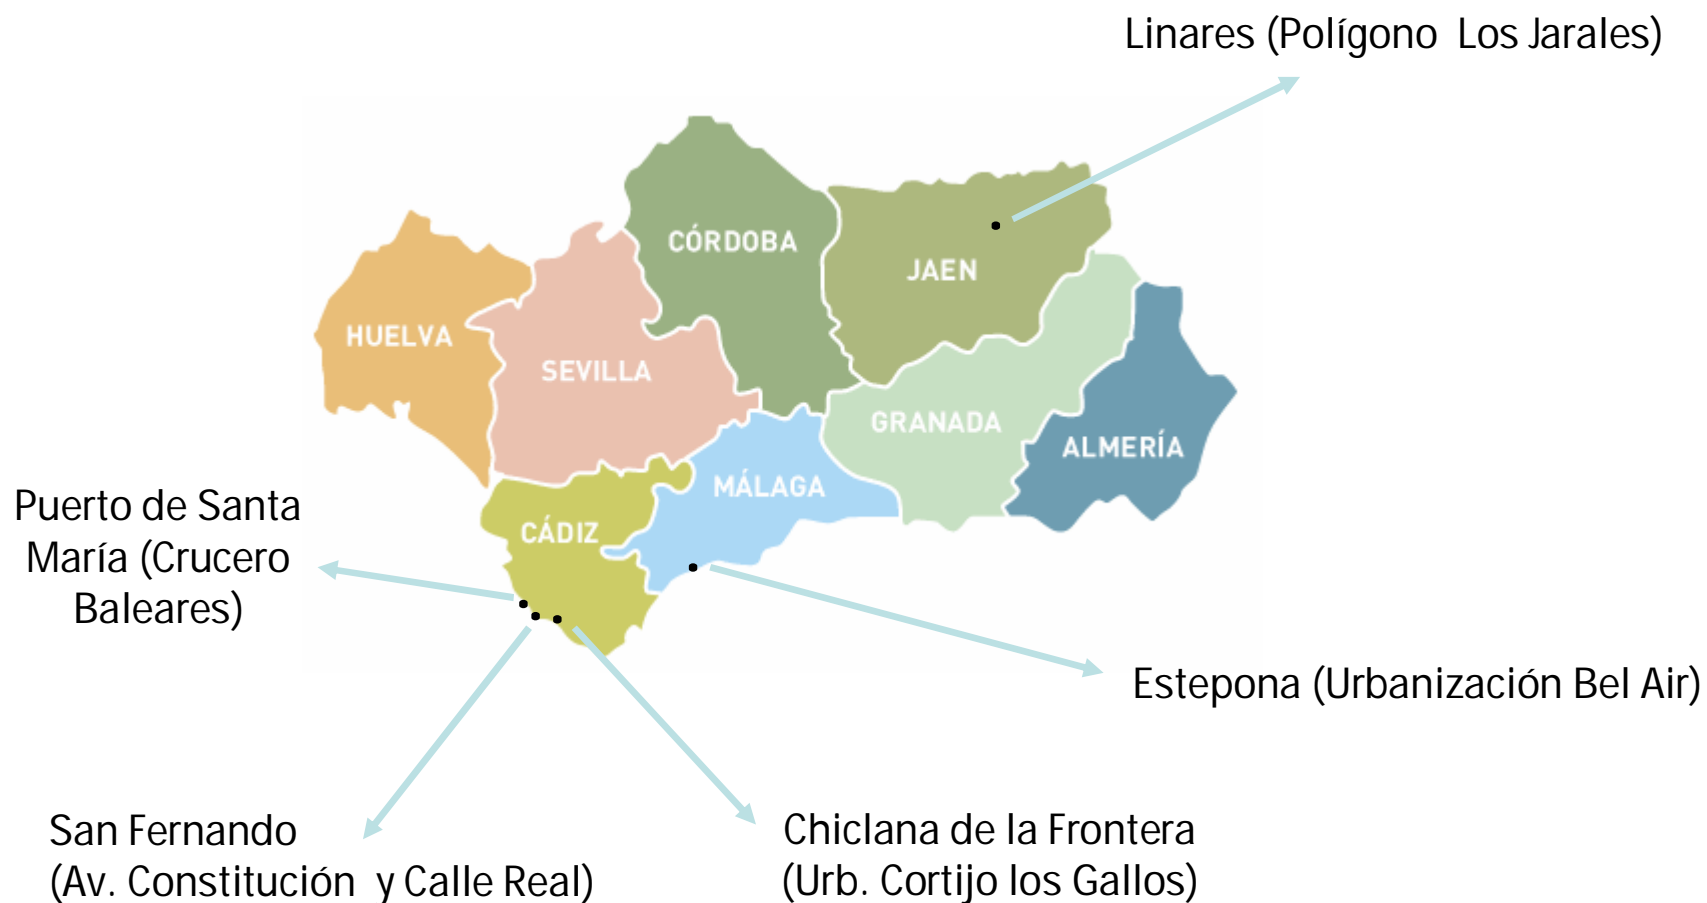 Linares (Polígono Los Jarales)
CÓRDOBA
JAEN
HUELVA
SEVILLA
GRANADA
ALMERÍA
MÁLAGA
CÁDIZ
Puerto de Santa
María (Crucero
Baleares)
Estepona (Urbanización Bel Air)
San Fernando
(Av. Constitución y Calle Real)
Chiclana de la Frontera
(Urb. Cortijo los Gallos)